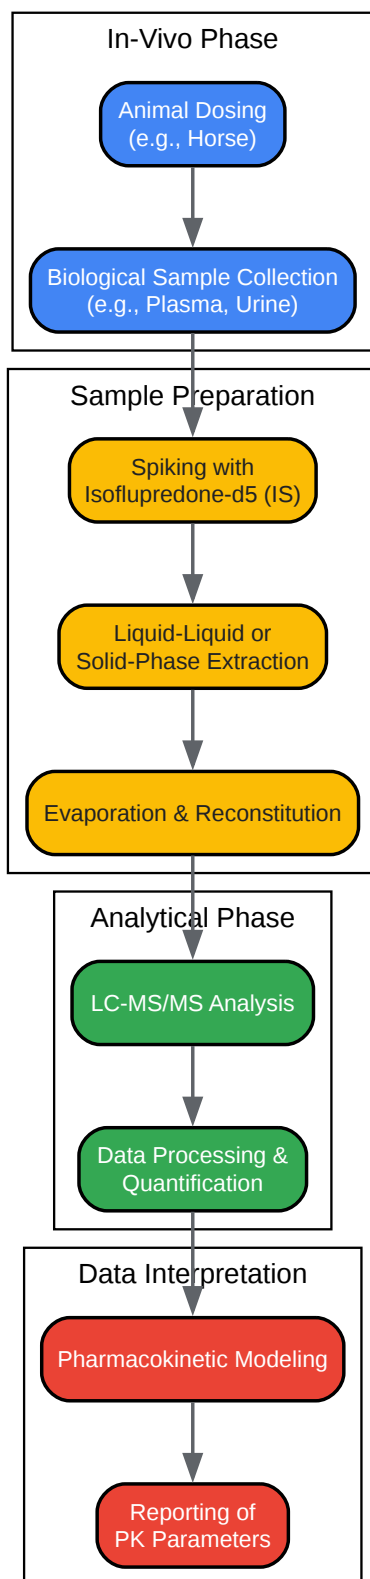 In-Vivo Phase
Animal Dosing
(e.g., Horse)
Biological Sample Collection
(e.g., Plasma, Urine)
Sample Preparation
Spiking with
Isoflupredone-d5 (IS)
Liquid-Liquid or
Solid-Phase Extraction
Evaporation & Reconstitution
Analytical Phase
LC-MS/MS Analysis
Data Processing &
Quantification
Data Interpretation
Pharmacokinetic Modeling
Reporting of
PK Parameters